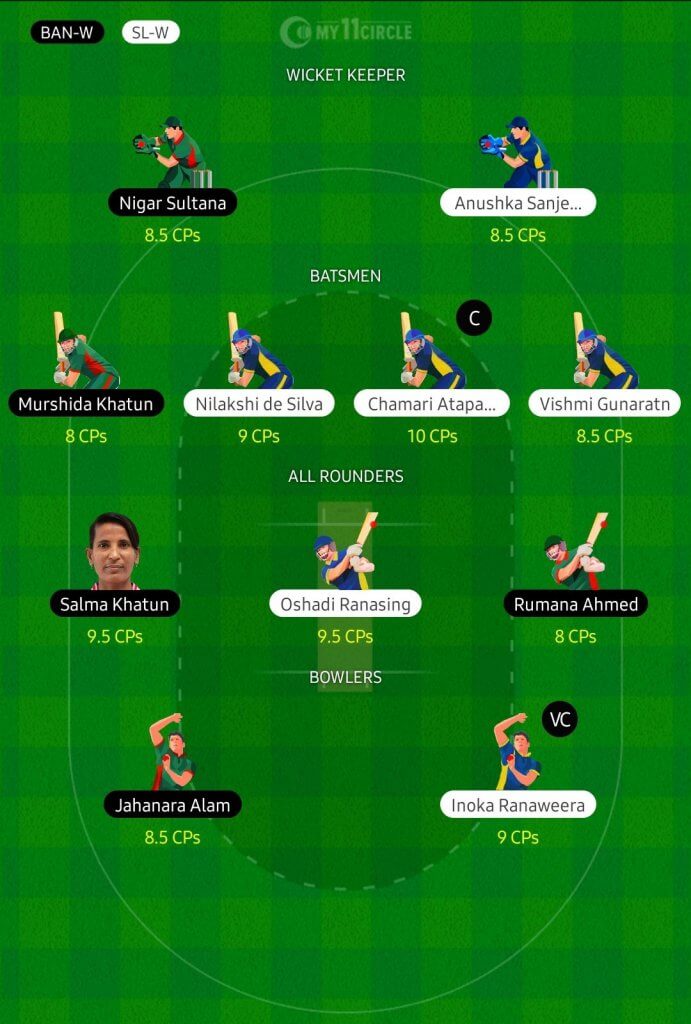 BAN-W SL-W MY11CIRCLE
WICKET KEEPER
Nigar Sultana Anushka Sanje...
8.5 CPs 8.5 CPs
BATSMEN
C
Murshida Khatun Nilakshi de Silva Chamari Atapa... Vishmi Gunaratn
8 CPs 9 CPs 10 CPs 8.5 CPs
ALL ROUNDERS
Salma Khatun Oshadi Ranasing Rumana Ahmed
9.5 CPs 9.5 CPs 8 CPs
BOWLERS
VC
Jahanara Alam Inoka Ranaweera
8.5 CPs 9 CPs